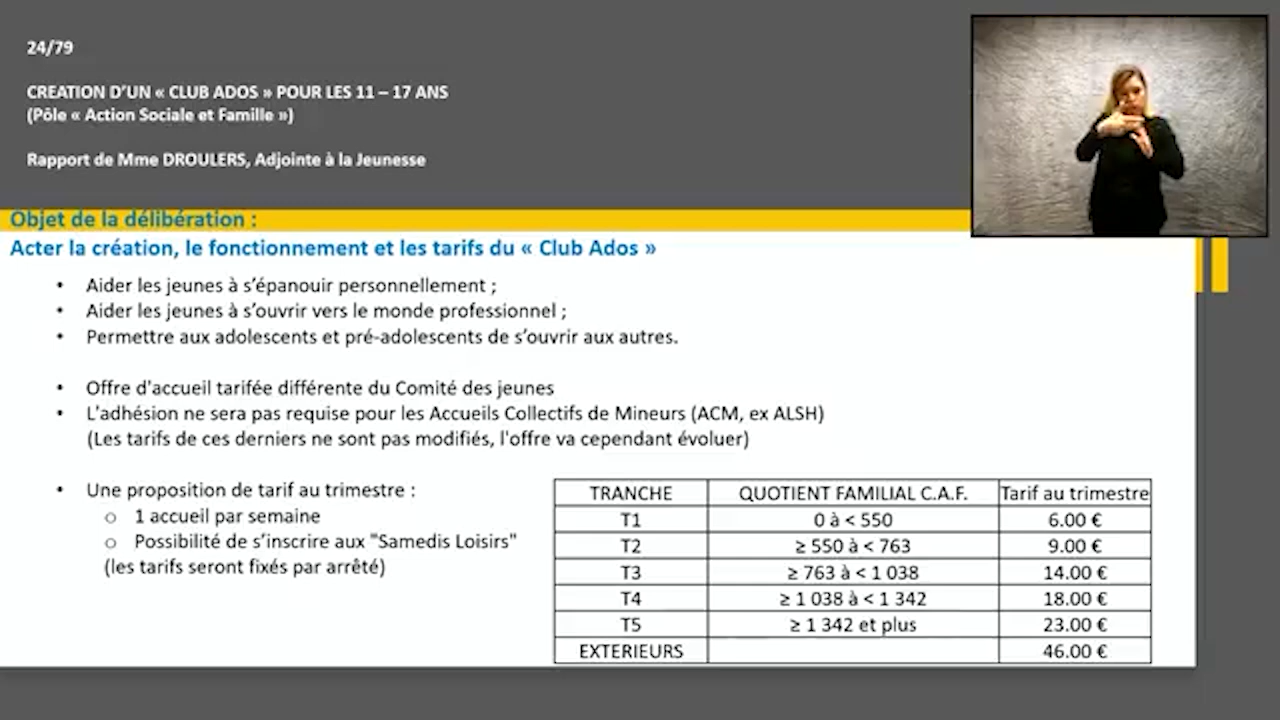 24/79
CREATION D'UN « CLUB ADOS » POUR LES 11 – 17 ANS
(Pôle « Action Sociale et Famille »)
Rapport de Mme DROULERS, Adjointe à la Jeunesse
Objet de la délibération :
Acter la création, le fonctionnement et les tarifs du « Club Ados »
• Aider les jeunes à s'épanouir personnellement ;
• Aider les jeunes à s'ouvrir vers le monde professionnel ;
• Permettre aux adolescents et pré-adolescents de s'ouvrir aux autres.
• Offre d'accueil tarifée différente du Comité des jeunes
• L'adhésion ne sera pas requise pour les Accueils Collectifs de Mineurs (ACM, ex ALSH)
(Les tarifs de ces derniers ne sont pas modifiés, l'offre va cependant évoluer)
• Une proposition de tarif au trimestre :
o 1 accueil par semaine
o Possibilité de s'inscrire aux "Samedis Loisirs"
(les tarifs seront fixés par arrêté)
TRANCHE QUOTIENT FAMILIAL C.A.F. Tarif au trimestre
T1 0 à < 550 6.00 €
T2 ≥ 550 à < 763 9.00 €
T3 ≥ 763 à < 1 038 14.00 €
T4 ≥ 1 038 à < 1 342 18.00 €
T5 ≥ 1 342 et plus 23.00 €
EXTERIEURS 46.00 €